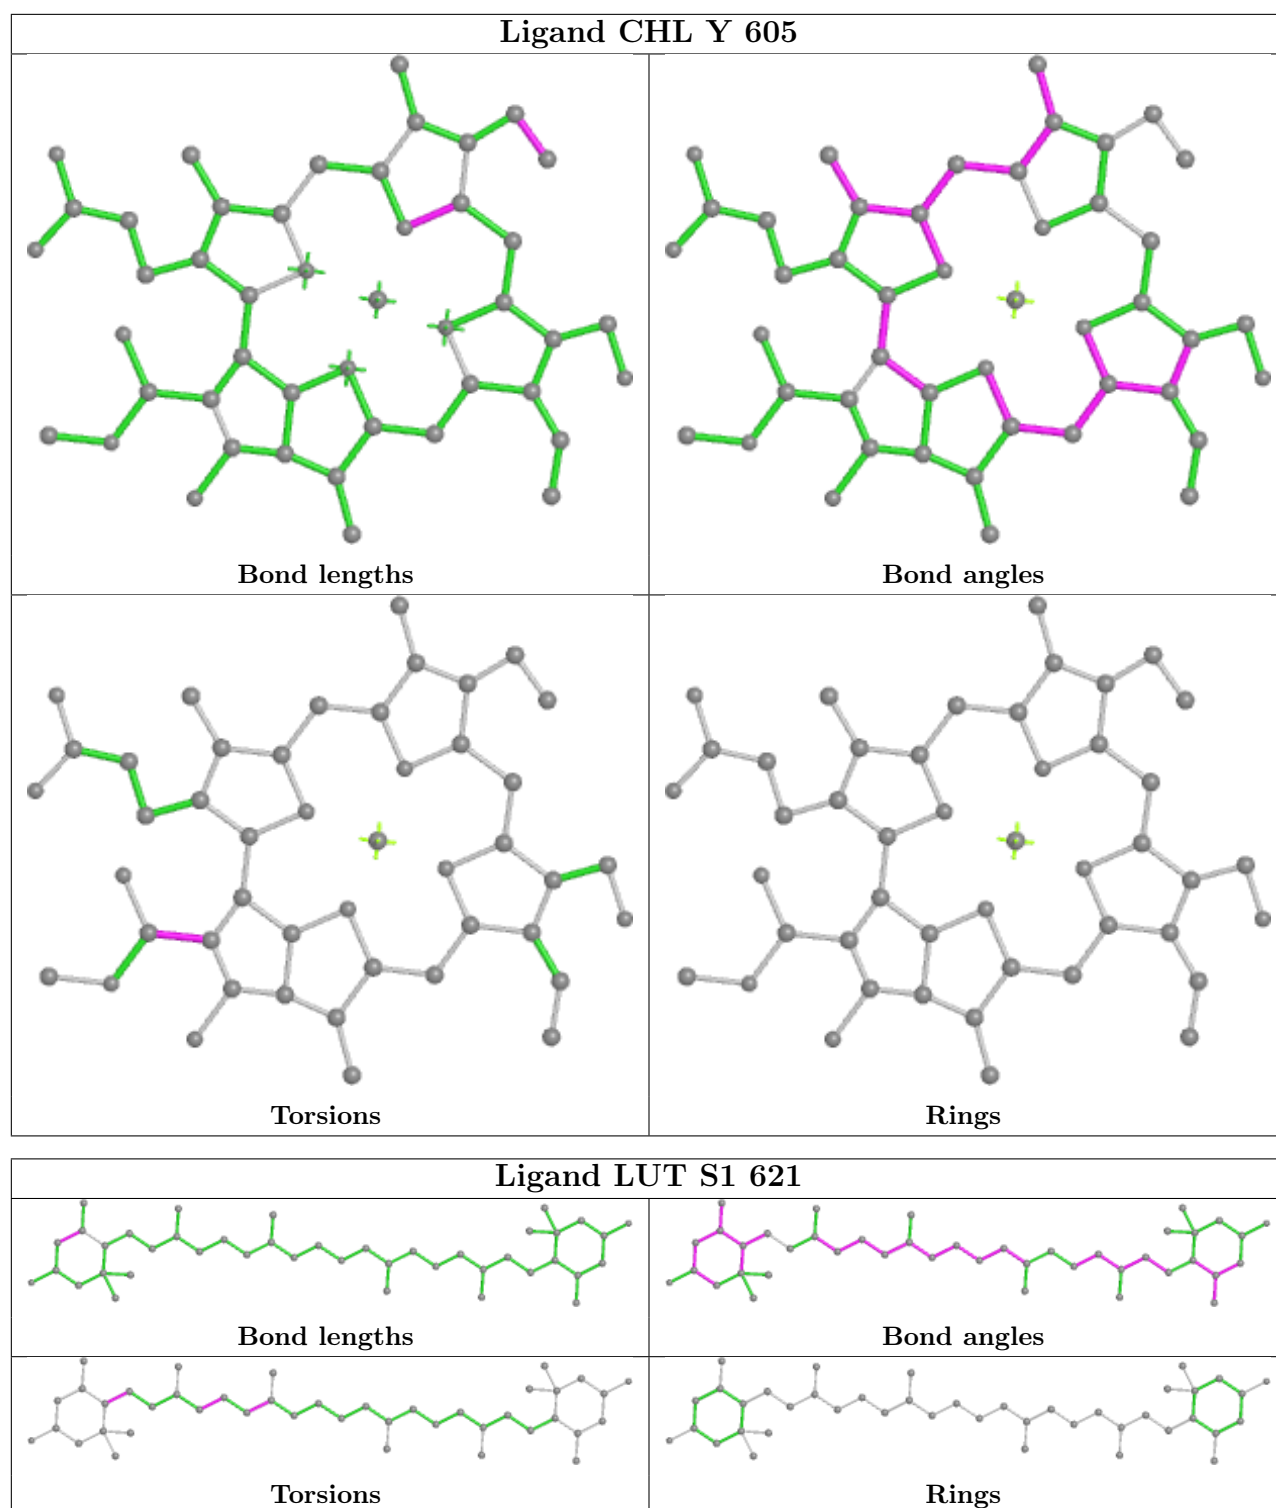 Ligand CHL Y 605
Bond lengths
Bond angles
Torsions
Rings
Ligand LUT S1 621
Bond lengths
Bond angles
Torsions
Rings